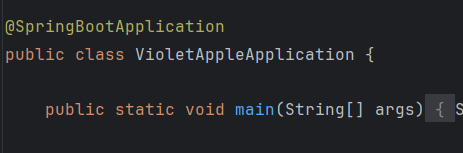 @SpringBootApplication
public class VioletAppleApplication {
public static void main(String[] args) { S